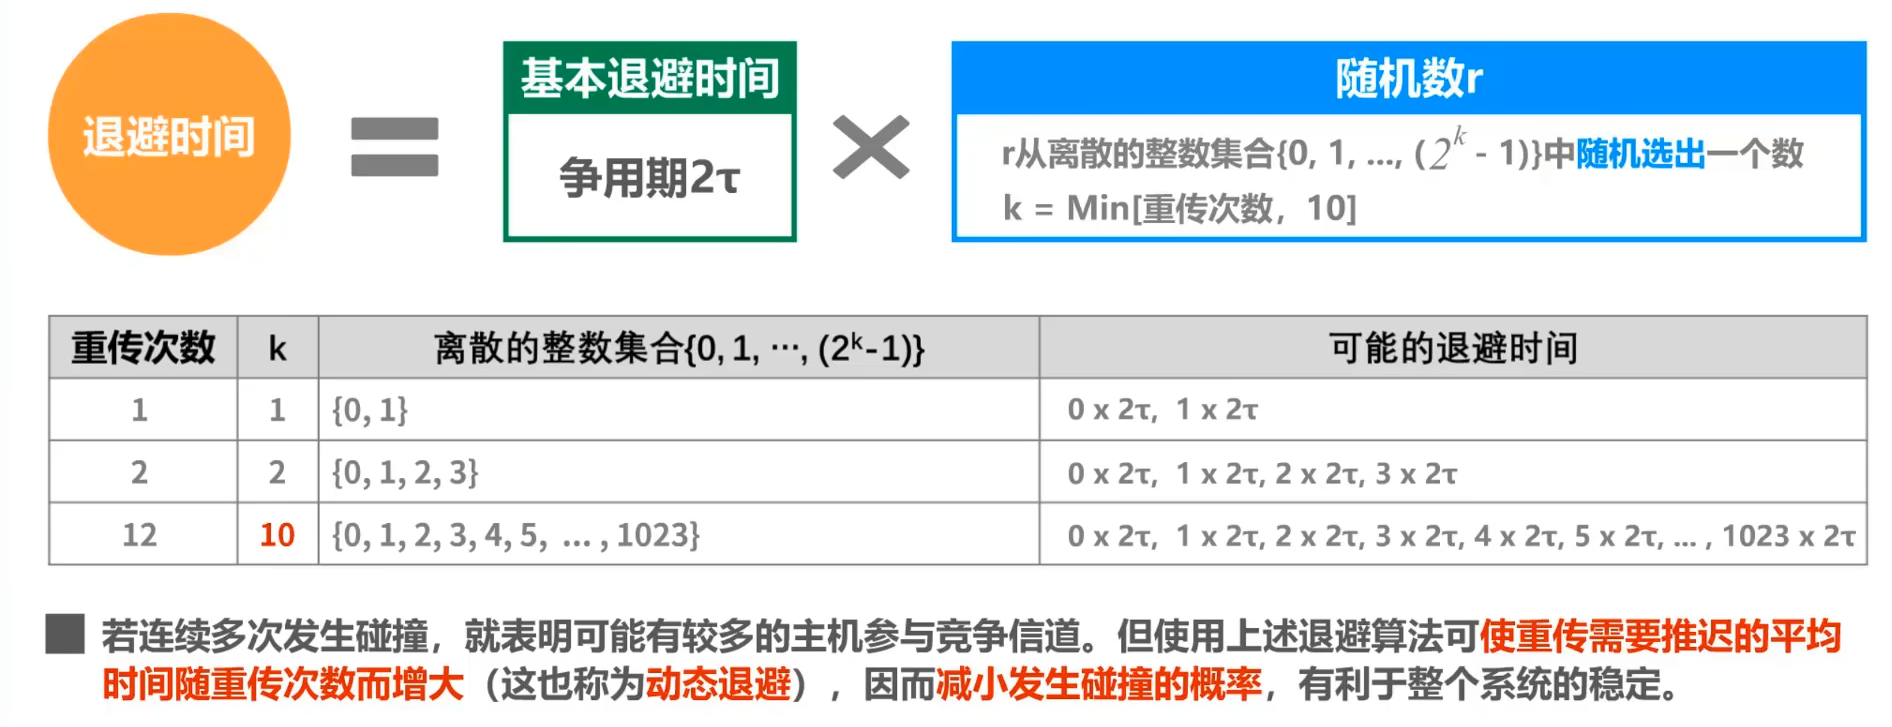 退避时间
基本退避时间
争用期2τ
随机数r
r从离散的整数集合{0, 1, ..., (2^k - 1)}中随机选出一个数
k = Min[重传次数，10]
重传次数 k 离散的整数集合{0, 1, ···, (2^k-1)} 可能的退避时间
1 1 {0, 1} 0 x 2τ, 1 x 2τ
2 2 {0, 1, 2, 3} 0 x 2τ, 1 x 2τ, 2 x 2τ, 3 x 2τ
12 10 {0, 1, 2, 3, 4, 5, ... , 1023} 0 x 2τ, 1 x 2τ, 2 x 2τ, 3 x 2τ, 4 x 2τ, 5 x 2τ, ... , 1023 x 2τ
若连续多次发生碰撞，就表明可能有较多的主机参与竞争信道。但使用上述退避算法可使重传需要推迟的平均
时间随重传次数而增大（这也称为动态退避），因而减小发生碰撞的概率，有利于整个系统的稳定。